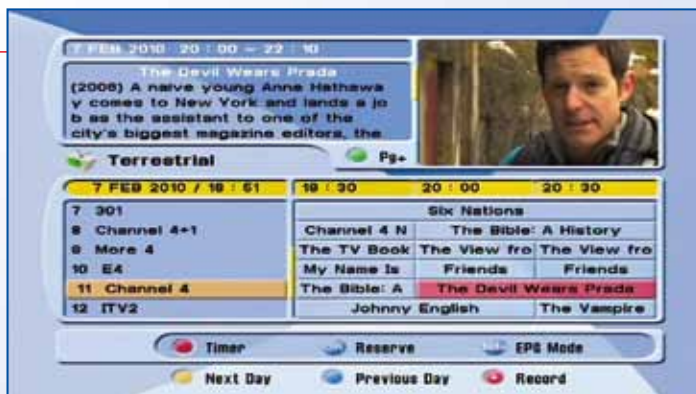 7 FEB 2010 20 : 00 ~ 22 : 10
The Devil Wears Prada
(2006) A naive young Anne Hathawa
y comes to New York and lands a jo
b as the assistant to one of the
city's biggest magazine editors, the
Terrestrial Pg+
7 FEB 2010 / 18 : 51 19 : 30 20 : 00 20 : 30
7 301 Six Nations
8 Channel 4+1 Channel 4 N The Bible: A History
9 More 4 The TV Book The View fro The View fro
10 E4 My Name Is Friends Friends
11 Channel 4 The Bible: A The Devil Wears Prada
12 ITV2 Johnny English The Vampire
Timer Reserve EPG Mode
Next Day Previous Day Record